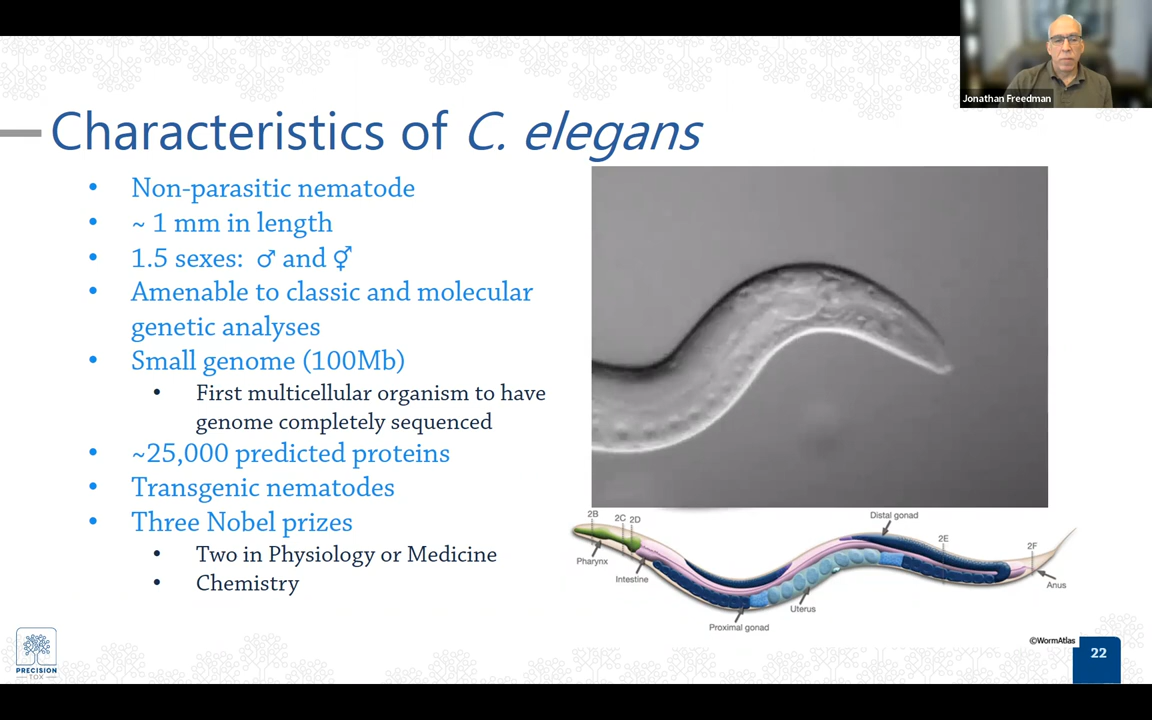 Jonathan Freedman
Characteristics of C. elegans
• Non-parasitic nematode
• ~ 1 mm in length
• 1.5 sexes: ♂ and ⚥
• Amenable to classic and molecular
genetic analyses
• Small genome (100Mb)
• First multicellular organism to have
genome completely sequenced
• ~25,000 predicted proteins
• Transgenic nematodes
• Three Nobel prizes
• Two in Physiology or Medicine
• Chemistry
2B
2C
2D
Distal gonad
2E
2F
Pharynx
Intestine
Anus
Uterus
Proximal gonad
©WormAtlas
22
PRECISION
TOX